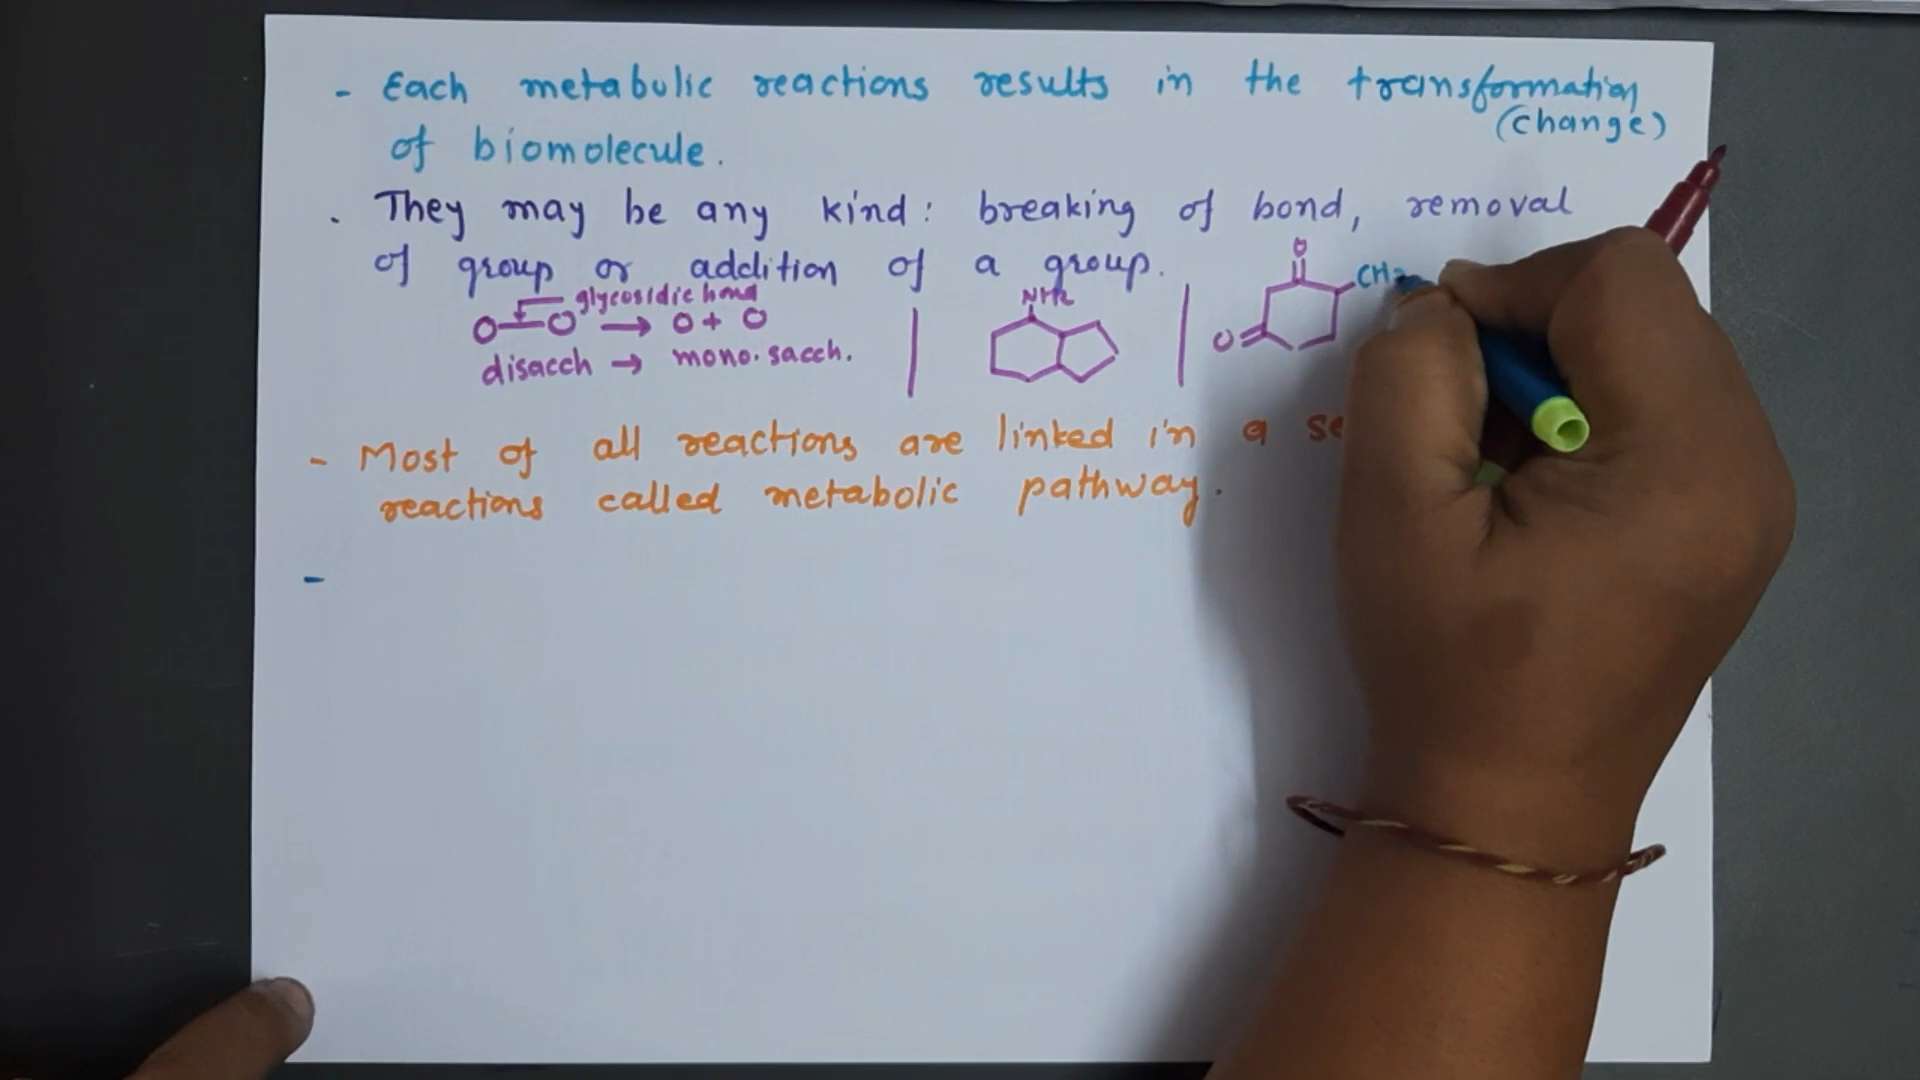 - Each metabolic reactions results in the transformation
(change)
of biomolecule.
. They may be any kind: breaking of bond, removal
of group or addition of a group.
glycosidic bond
O-O → O + O
disacch → mono.sacch.
NH2
O
CH3
O
- Most of all reactions are linked in a se
reactions called metabolic pathway.
-